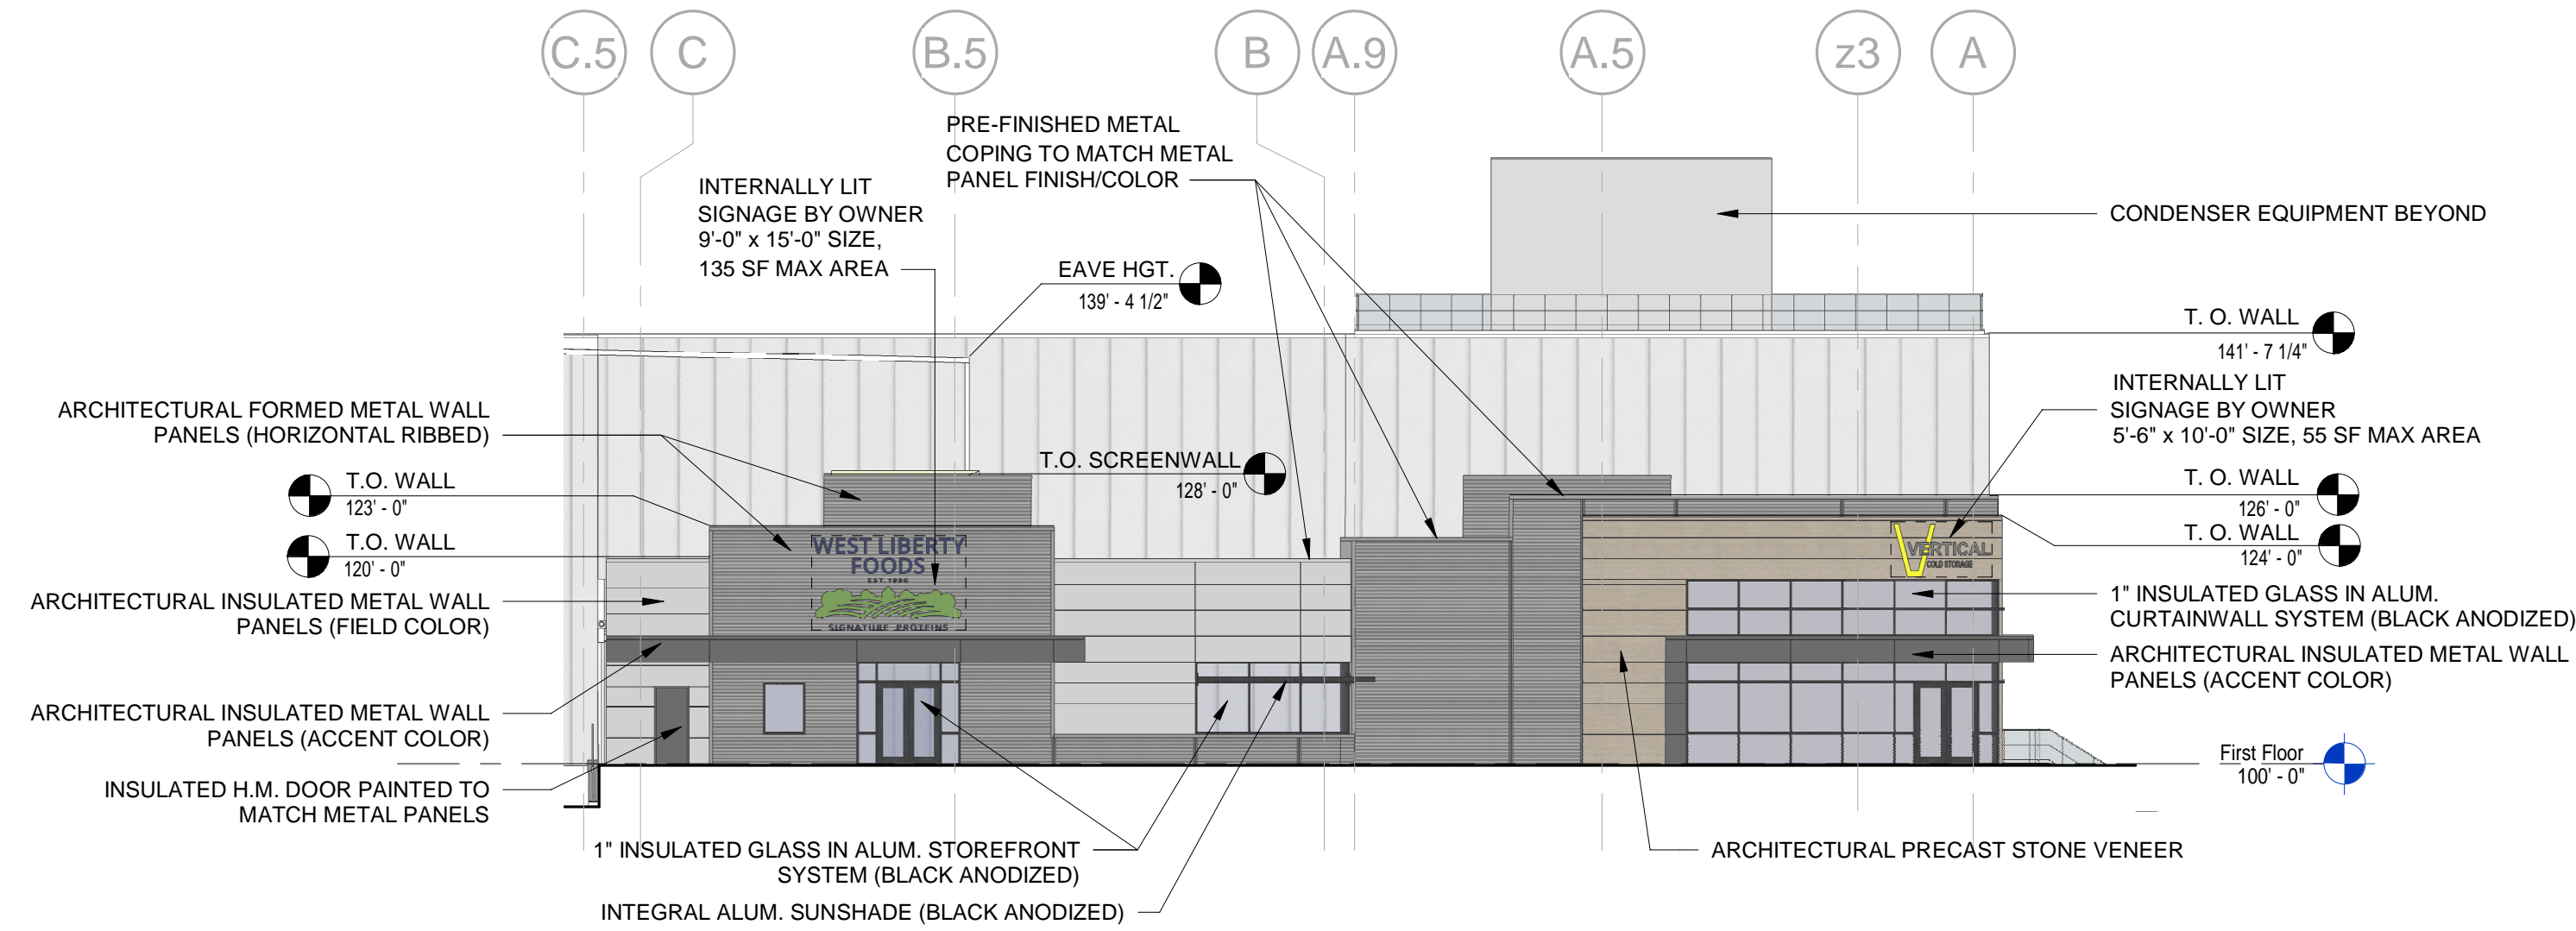 C.5
C
B.5
B
A.9
A.5
z3
A
PRE-FINISHED METAL
COPING TO MATCH METAL
PANEL FINISH/COLOR
INTERNALLY LIT
SIGNAGE BY OWNER
9'-0" x 15'-0" SIZE,
135 SF MAX AREA
EAVE HGT.
139' - 4 1/2"
CONDENSER EQUIPMENT BEYOND
T. O. WALL
141' - 7 1/4"
INTERNALLY LIT
SIGNAGE BY OWNER
5'-6" x 10'-0" SIZE, 55 SF MAX AREA
ARCHITECTURAL FORMED METAL WALL
PANELS (HORIZONTAL RIBBED)
T.O. SCREENWALL
128' - 0"
T.O. WALL
123' - 0"
T. O. WALL
126' - 0"
T.O. WALL
120' - 0"
T. O. WALL
124' - 0"
WEST LIBERTY
FOODS
EST. 1996
SIGNATURE PROTEINS
V
VERTICAL
COLD STORAGE
ARCHITECTURAL INSULATED METAL WALL
PANELS (FIELD COLOR)
1" INSULATED GLASS IN ALUM.
CURTAINWALL SYSTEM (BLACK ANODIZED)
ARCHITECTURAL INSULATED METAL WALL
PANELS (ACCENT COLOR)
ARCHITECTURAL INSULATED METAL WALL
PANELS (ACCENT COLOR)
First Floor
100' - 0"
INSULATED H.M. DOOR PAINTED TO
MATCH METAL PANELS
1" INSULATED GLASS IN ALUM. STOREFRONT
SYSTEM (BLACK ANODIZED)
ARCHITECTURAL PRECAST STONE VENEER
INTEGRAL ALUM. SUNSHADE (BLACK ANODIZED)